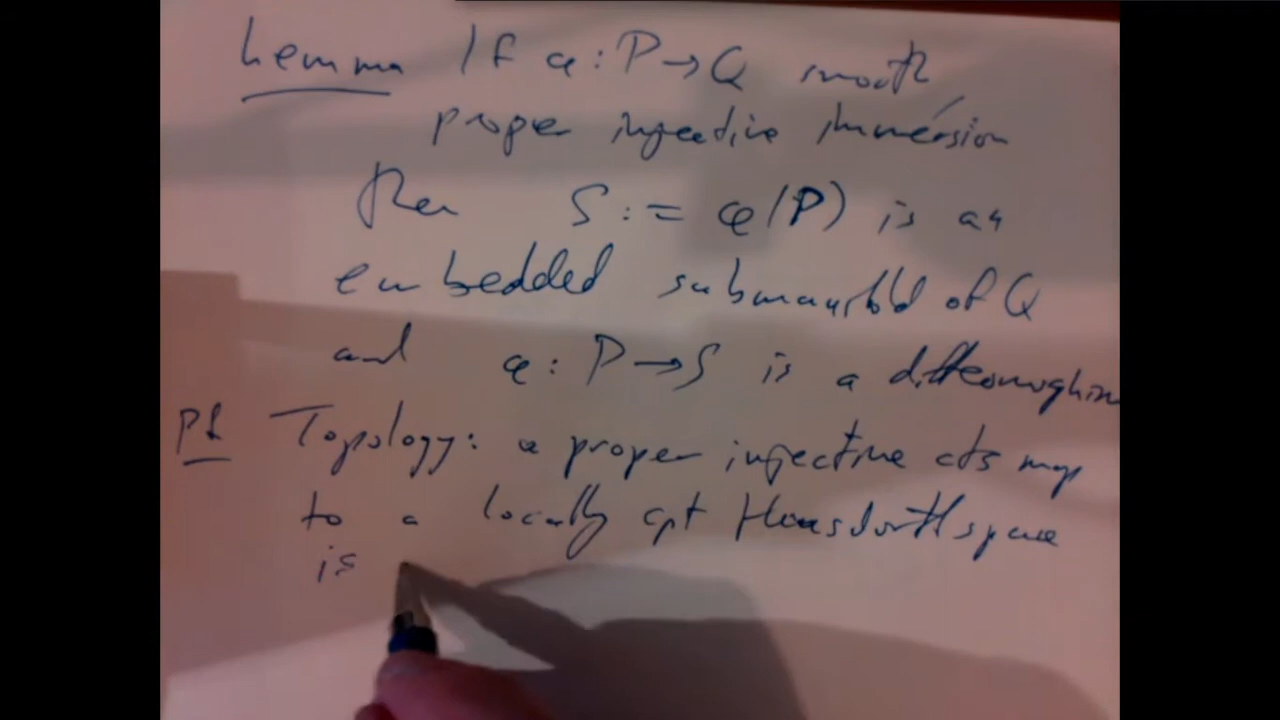 Lemma If φ : P → Q smooth
proper injective immersion
then S := φ(P) is an
embedded submanifold of Q
and φ : P → S is a diffeomorphism
Pf Topology: a proper injective cts map
to a locally cpt Hausdorff space
is